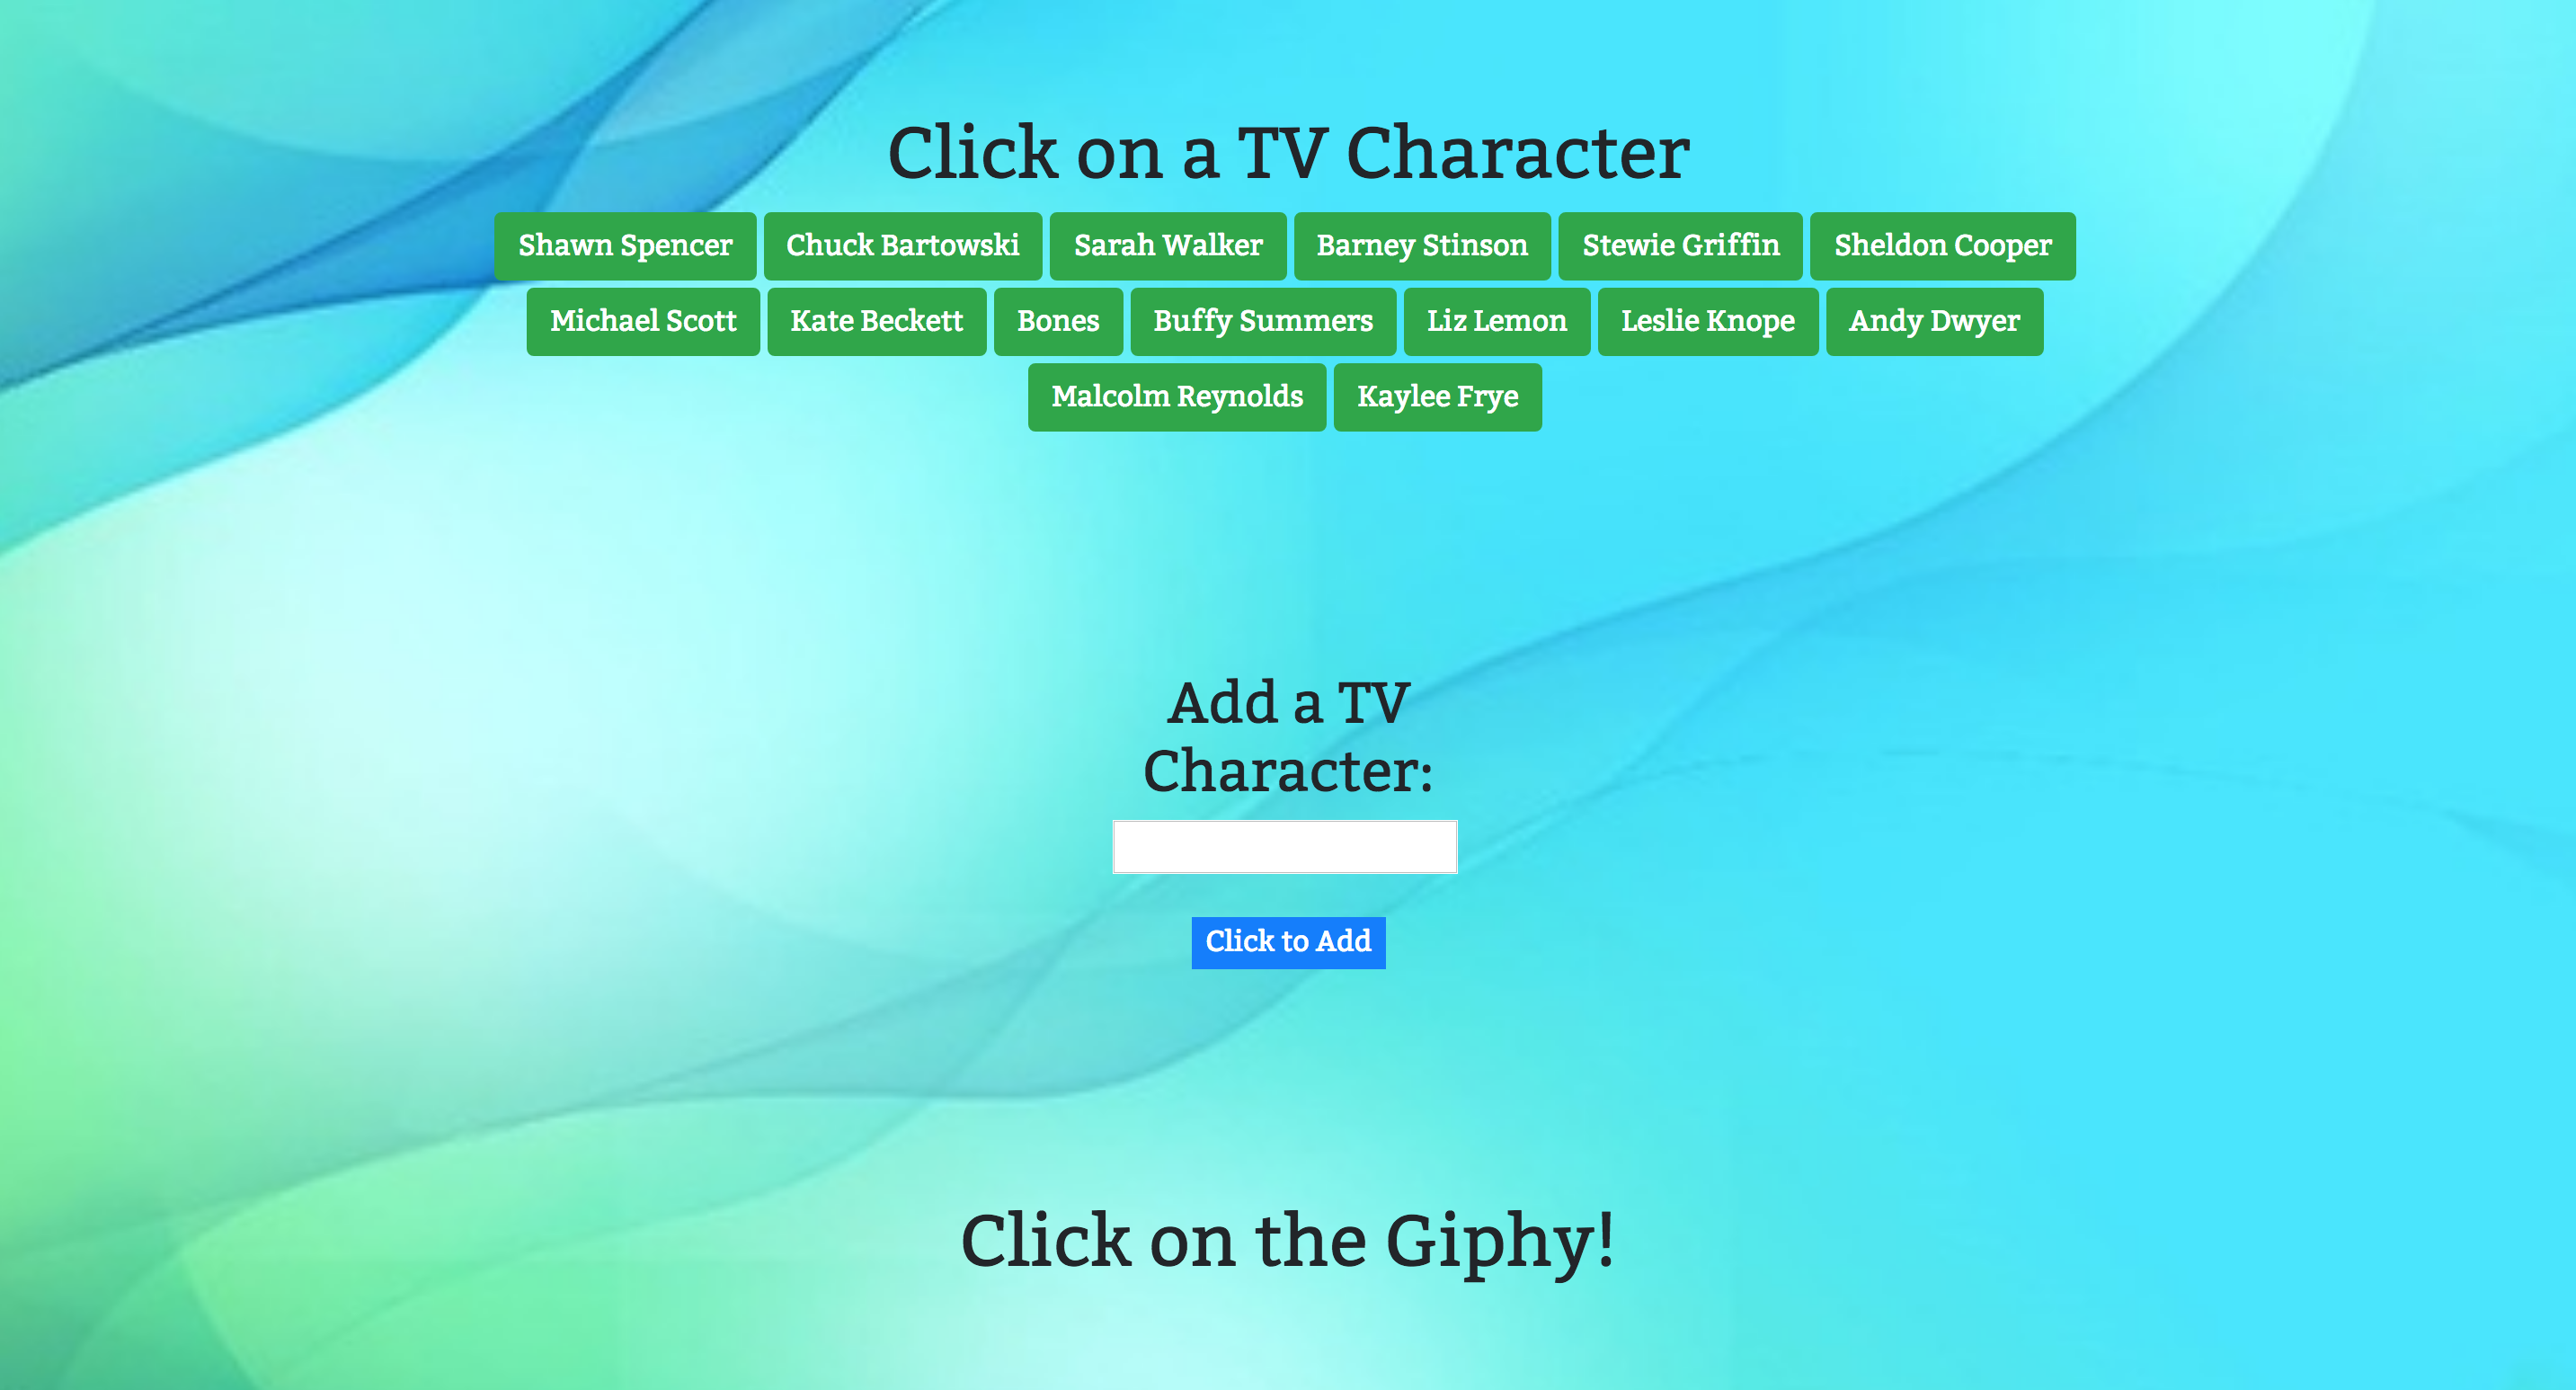 Click on a TV Character
Shawn Spencer Chuck Bartowski Sarah Walker Barney Stinson Stewie Griffin Sheldon Cooper
Michael Scott Kate Beckett Bones Buffy Summers Liz Lemon Leslie Knope Andy Dwyer
Malcolm Reynolds Kaylee Frye
Add a TV
Character:
Click to Add
Click on the Giphy!